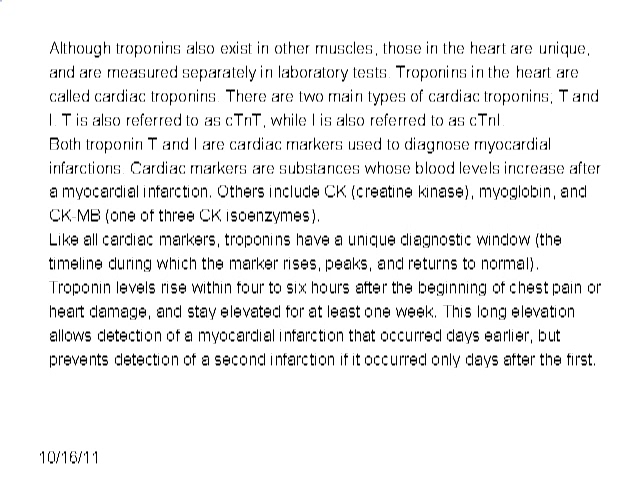 Although troponins also exist in other muscles, those in the heart are unique,
and are measured separately in laboratory tests. Troponins in the heart are
called cardiac troponins. There are two main types of cardiac troponins; T and
I. T is also referred to as cTnT, while I is also referred to as cTnI.
Both troponin T and I are cardiac markers used to diagnose myocardial
infarctions. Cardiac markers are substances whose blood levels increase after
a myocardial infarction. Others include CK (creatine kinase), myoglobin, and
CK-MB (one of three CK isoenzymes).
Like all cardiac markers, troponins have a unique diagnostic window (the
timeline during which the marker rises, peaks, and returns to normal).
Troponin levels rise within four to six hours after the beginning of chest pain or
heart damage, and stay elevated for at least one week. This long elevation
allows detection of a myocardial infarction that occurred days earlier, but
prevents detection of a second infarction if it occurred only days after the first.
10/16/11